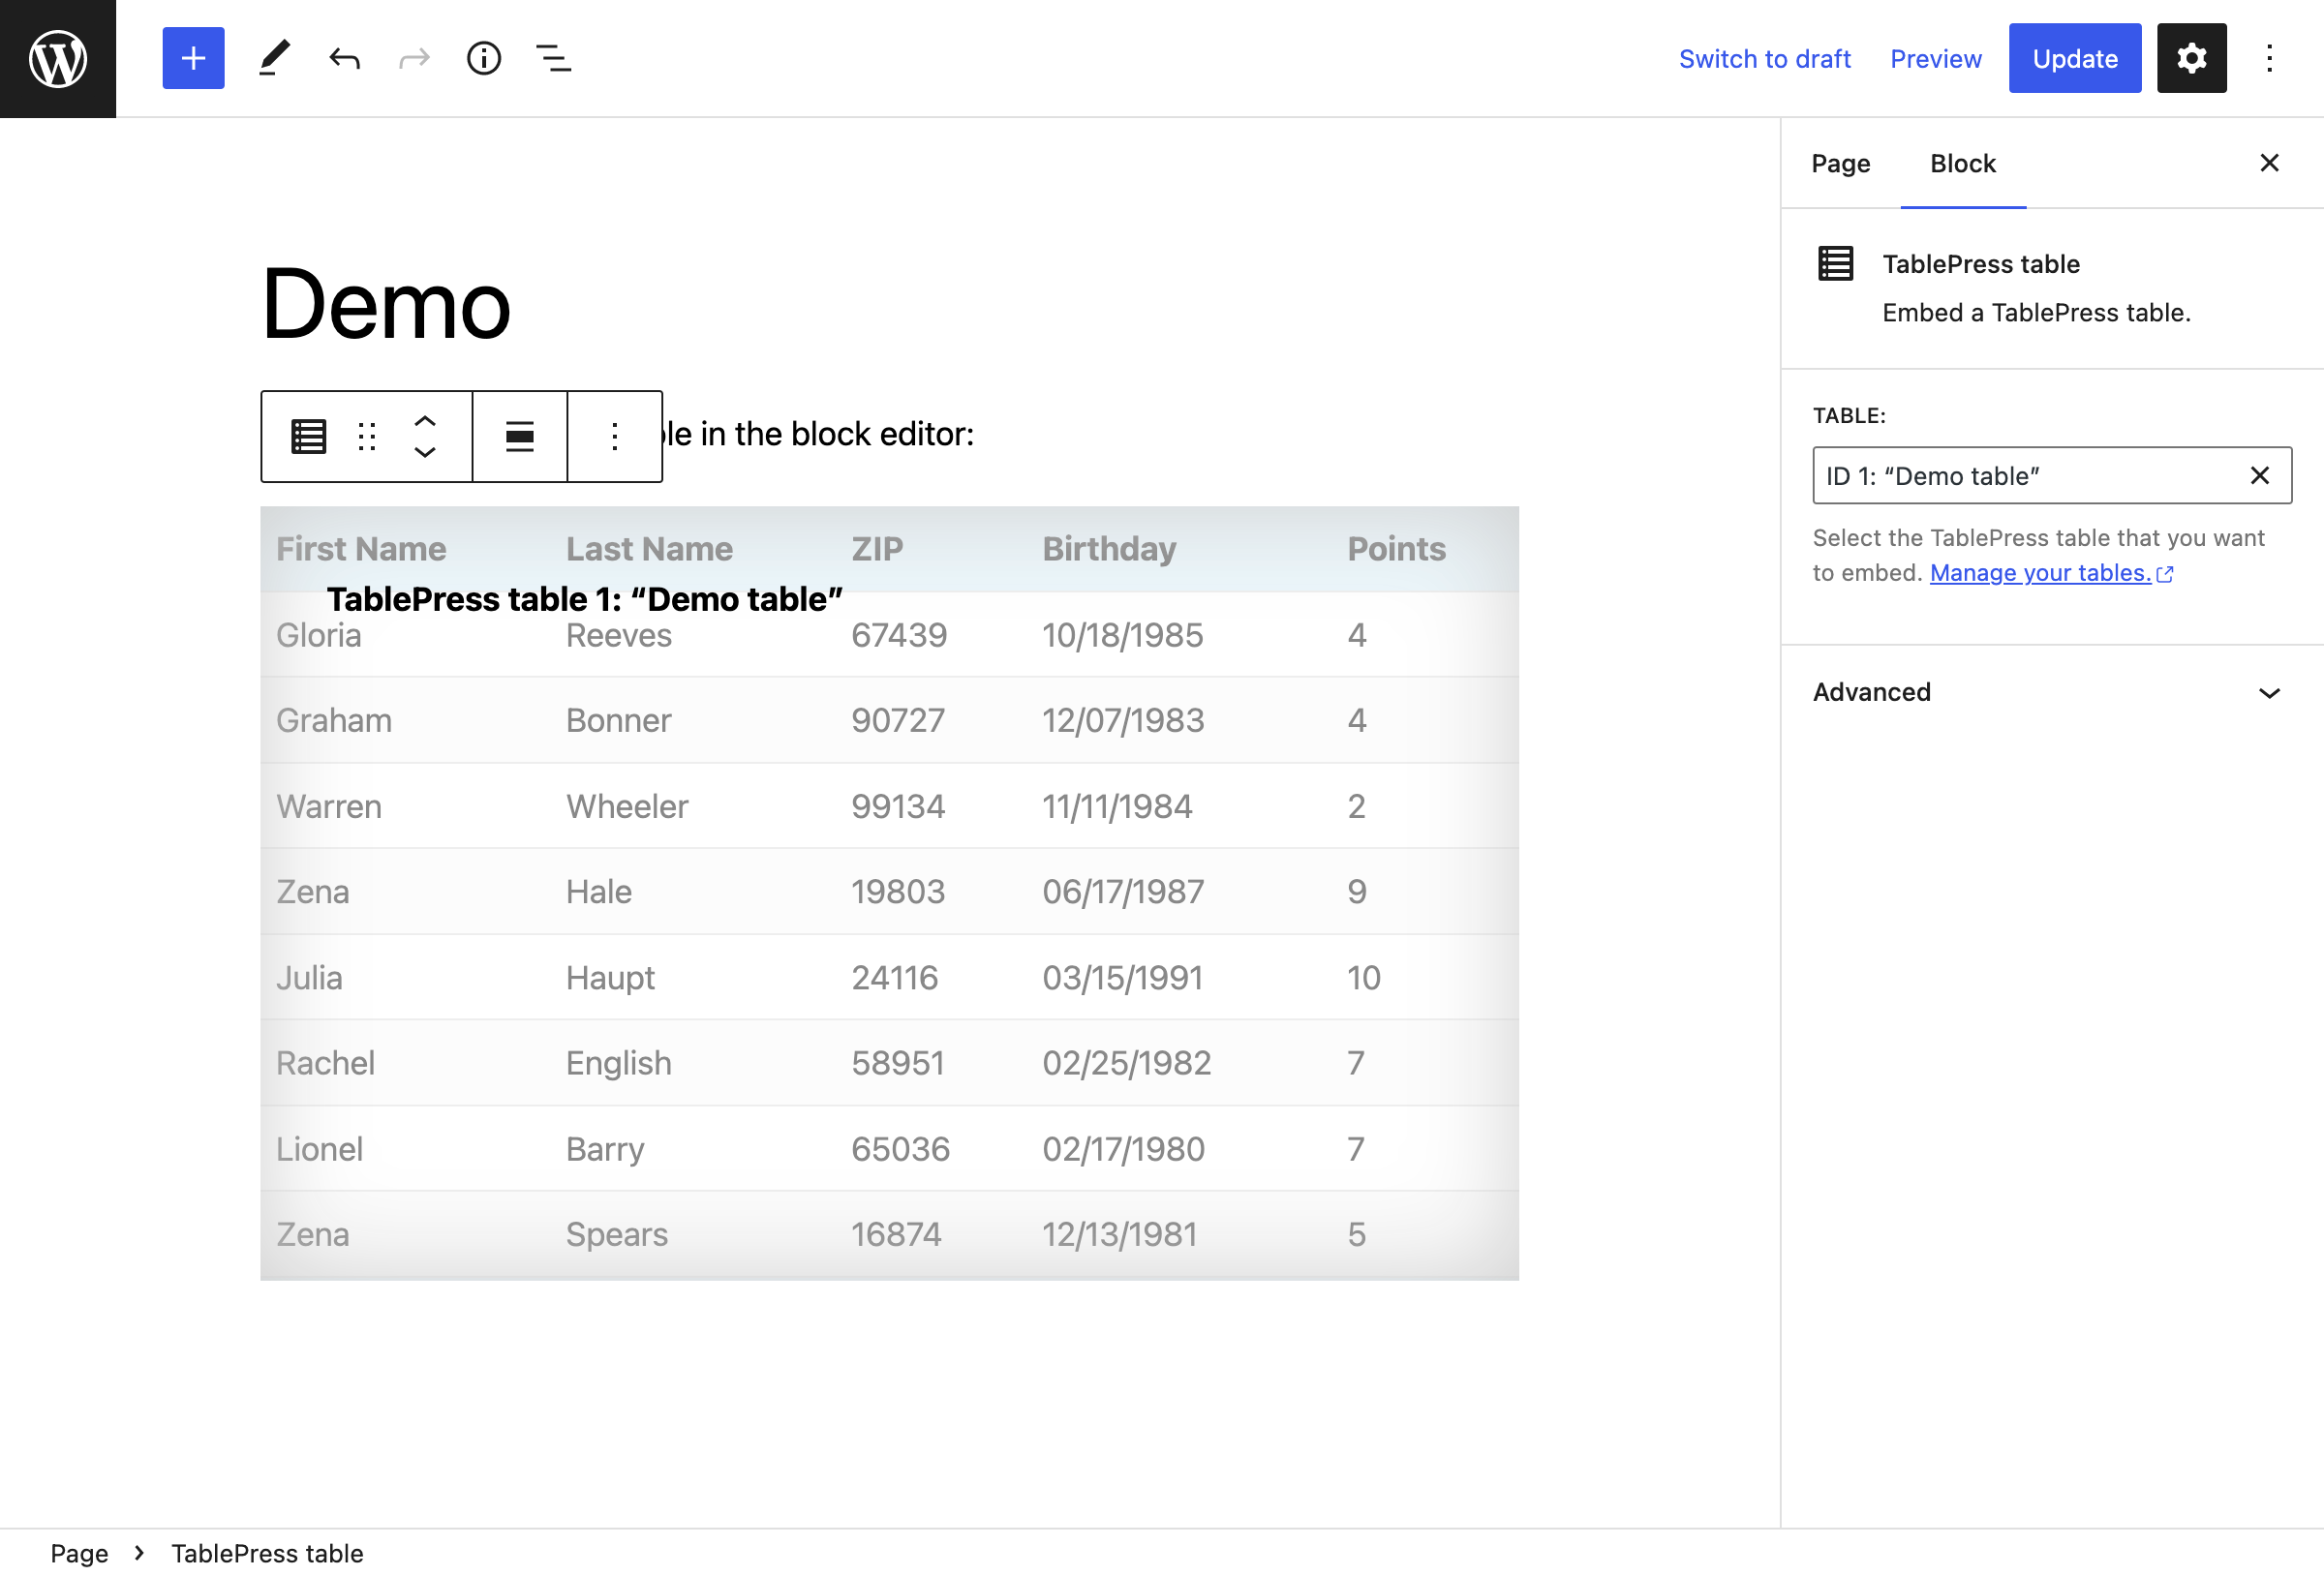 Switch to draft Preview Update
Page Block
TablePress table
Embed a TablePress table.
TABLE:
ID 1: “Demo table”
Select the TablePress table that you want
to embed. Manage your tables.
Advanced
Demo
le in the block editor:
First Name Last Name ZIP Birthday Points
TablePress table 1: “Demo table”
Gloria Reeves 67439 10/18/1985 4
Graham Bonner 90727 12/07/1983 4
Warren Wheeler 99134 11/11/1984 2
Zena Hale 19803 06/17/1987 9
Julia Haupt 24116 03/15/1991 10
Rachel English 58951 02/25/1982 7
Lionel Barry 65036 02/17/1980 7
Zena Spears 16874 12/13/1981 5
Page › TablePress table